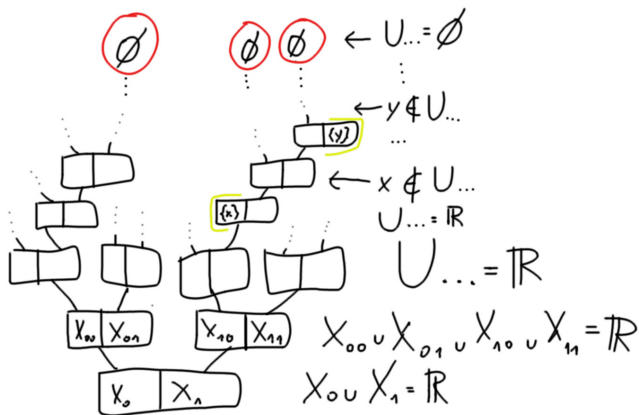 ∅ ∅ ∅ ← ∪... = ∅
⋮
← y ∉ ∪...
{y} ...
← x ∉ ∪...
{x} ∪... = ℝ
∪ ... = ℝ
X₀₀ X₀₁ X₁₀ X₁₁ X₀₀ ∪ X₀₁ ∪ X₁₀ ∪ X₁₁ = ℝ
X₀ X₁ X₀ ∪ X₁ = ℝ